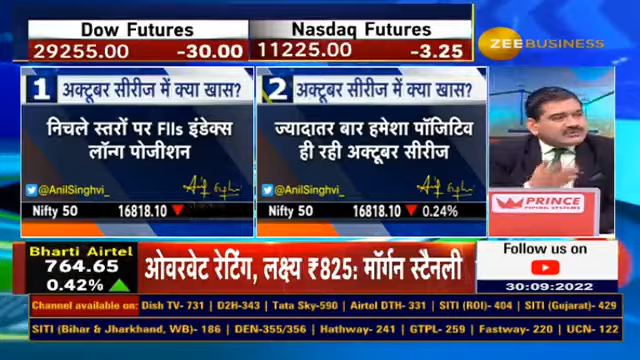 Dow Futures
29255.00 -30.00
Nasdaq Futures
11225.00 -3.25
ZEE BUSINESS
1 अक्टूबर सीरीज में क्या खास?
निचले स्तरों पर FIIs इंडेक्स
लॉन्ग पोजीशन
@AnilSinghvi_
Nifty 50 16818.10
2 अक्टूबर सीरीज में क्या खास?
ज्यादातर बार हमेशा पॉजिटिव
ही रही अक्टूबर सीरीज
@AnilSinghvi_
Nifty 50 16818.10 0.24%
PRINCE
PIPING SYSTEMS
Bharti Airtel
764.65
0.42%
ओवरवेट रेटिंग, लक्ष्य ₹825: मॉर्गन स्टैनली
Follow us on
30:09:2022
Channel available on: Dish TV- 731 | D2H-343 | Tata Sky-590 | Airtel DTH- 331 | SITI (ROI)- 404 | SITI (Gujarat)- 429
SITI (Bihar & Jharkhand, WB)- 186 | DEN-355/356 | Hathway- 241 | GTPL- 259 | Fastway- 220 | UCN- 122